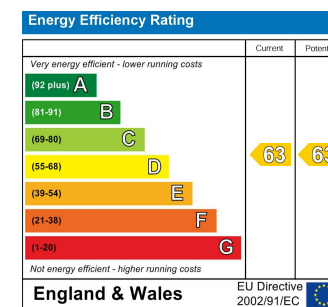 Energy Efficiency Rating
Current Potent
Very energy efficient - lower running costs
(92 plus) A
(81-91) B
(69-80) C
(55-68) D
63 63
(39-54) E
(21-38) F
(1-20) G
Not energy efficient - higher running costs
England & Wales
EU Directive
2002/91/EC